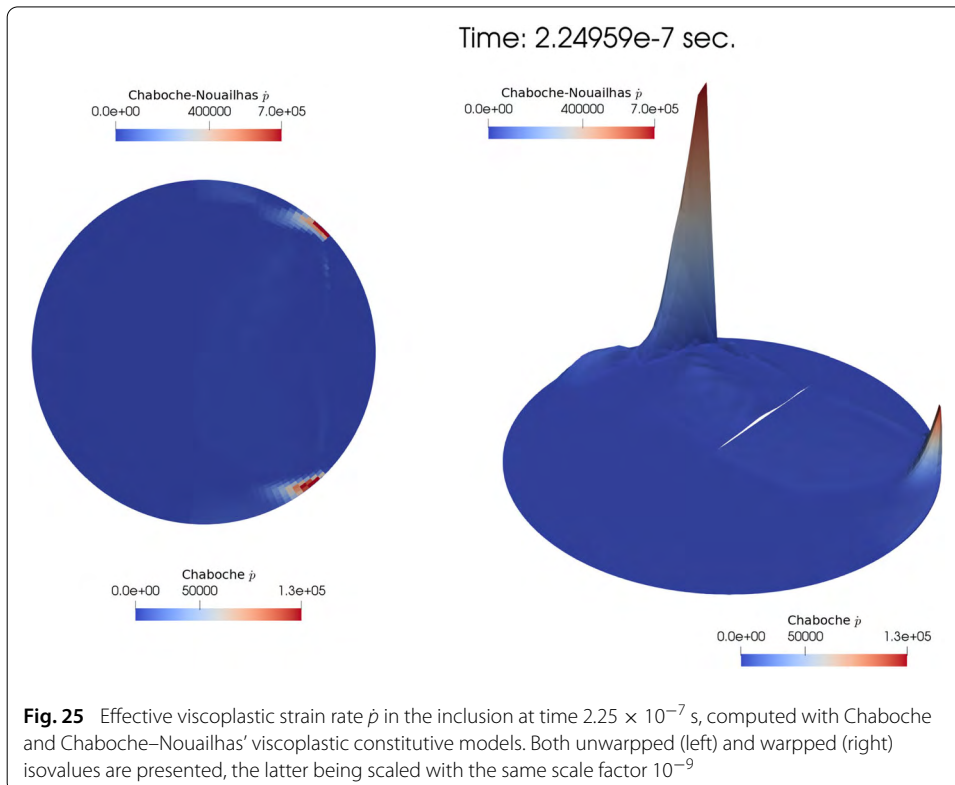 Time: 2.24959e-7 sec.
Chaboche-Nouailhas ṗ
0.0e+00 400000 7.0e+05
Chaboche-Nouailhas ṗ
0.0e+00 400000 7.0e+05
Chaboche ṗ
0.0e+00 50000 1.3e+05
Chaboche ṗ
0.0e+00 50000 1.3e+05
Fig. 25 Effective viscoplastic strain rate ṗ in the inclusion at time 2.25 × 10⁻⁷ s, computed with Chaboche
and Chaboche–Nouailhas’ viscoplastic constitutive models. Both unwarpped (left) and warpped (right)
isovalues are presented, the latter being scaled with the same scale factor 10⁻⁹